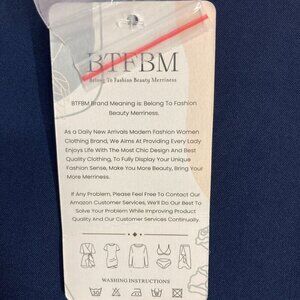 BTFBM
Belong To Fashion Beauty Merriness
BTFBM Brand Meaning is: Belong To Fashion
Beauty Merriness.
As a Daily New Arrivals Modern Fashion Women
Clothing Brand, We Aims At Providing Every Lady
Enjoys Life With The Most Chic Design And Best
Quality Clothing, To Fully Display Your Unique
Fashion Sense, Make You More Beauty, Bring Your
More Merriness.
If Any Problem, Please Feel Free To Contact Our
Amazon Customer Services, We'll Do Our Best To
Solve Your Problem While Improving Product
Quality And Our Customer Services Continually.
WASHING INSTRUCTIONS